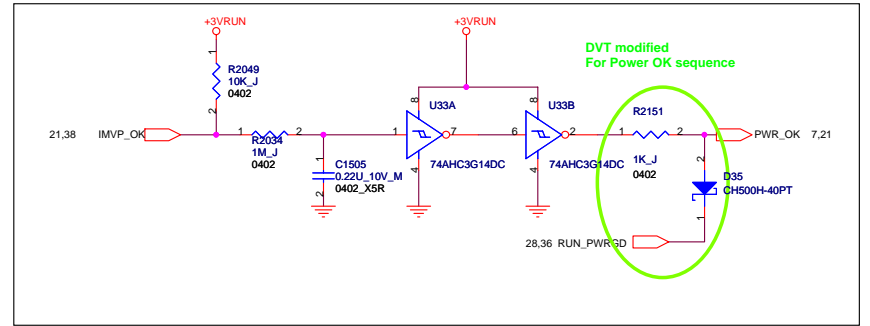 +3VRUN
+3VRUN
DVT modified
For Power OK sequence
1
R2049
10K_J
0402
2
8
U33A
8
U33B
R2151
21,38 IMVP_OK
1 2
R2034
1M_J
0402
1 7
6 2
1 2
PWR_OK 7,21
1
C1505
0.22U_10V_M
0402_X5R
2
4
74AHC3G14DC
4
74AHC3G14DC
1K_J
0402
2
D35
CH500H-40PT
1
28,36 RUN_PWRGD